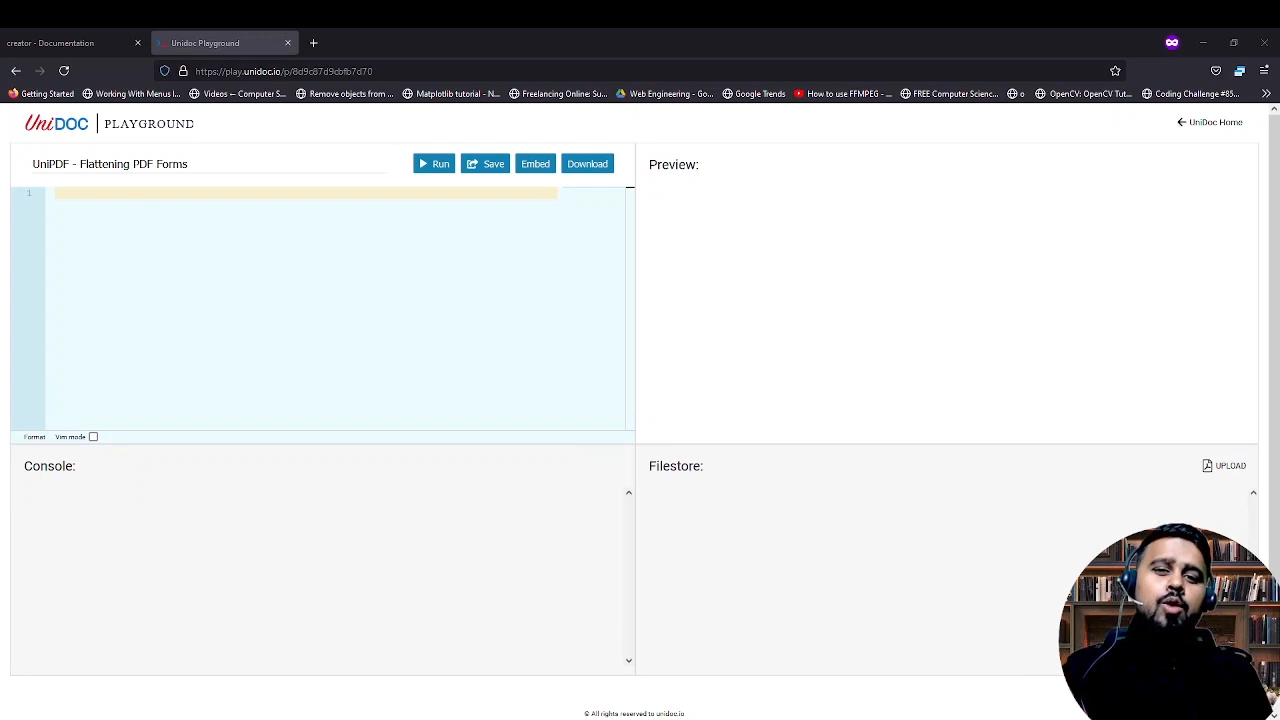 creator - Documentation
Unidoc Playground
https://play.unidoc.io/p/8d9c87d9cbfb7d70
Getting Started
Working With Menus I...
Videos ← Computer S...
Remove objects from ...
Matplotlib tutorial - N...
Freelancing Online: Su...
Web Engineering - Go...
Google Trends
How to use FFMPEG - ...
FREE Computer Scienc...
o
OpenCV: OpenCV Tut...
Coding Challenge #85...
UniDOC | PLAYGROUND
UniDoc Home
UniPDF - Flattening PDF Forms
Run
Save
Embed
Download
Preview:
1
Format
Vim mode
Console:
Filestore:
UPLOAD
© All rights reserved to unidoc.io